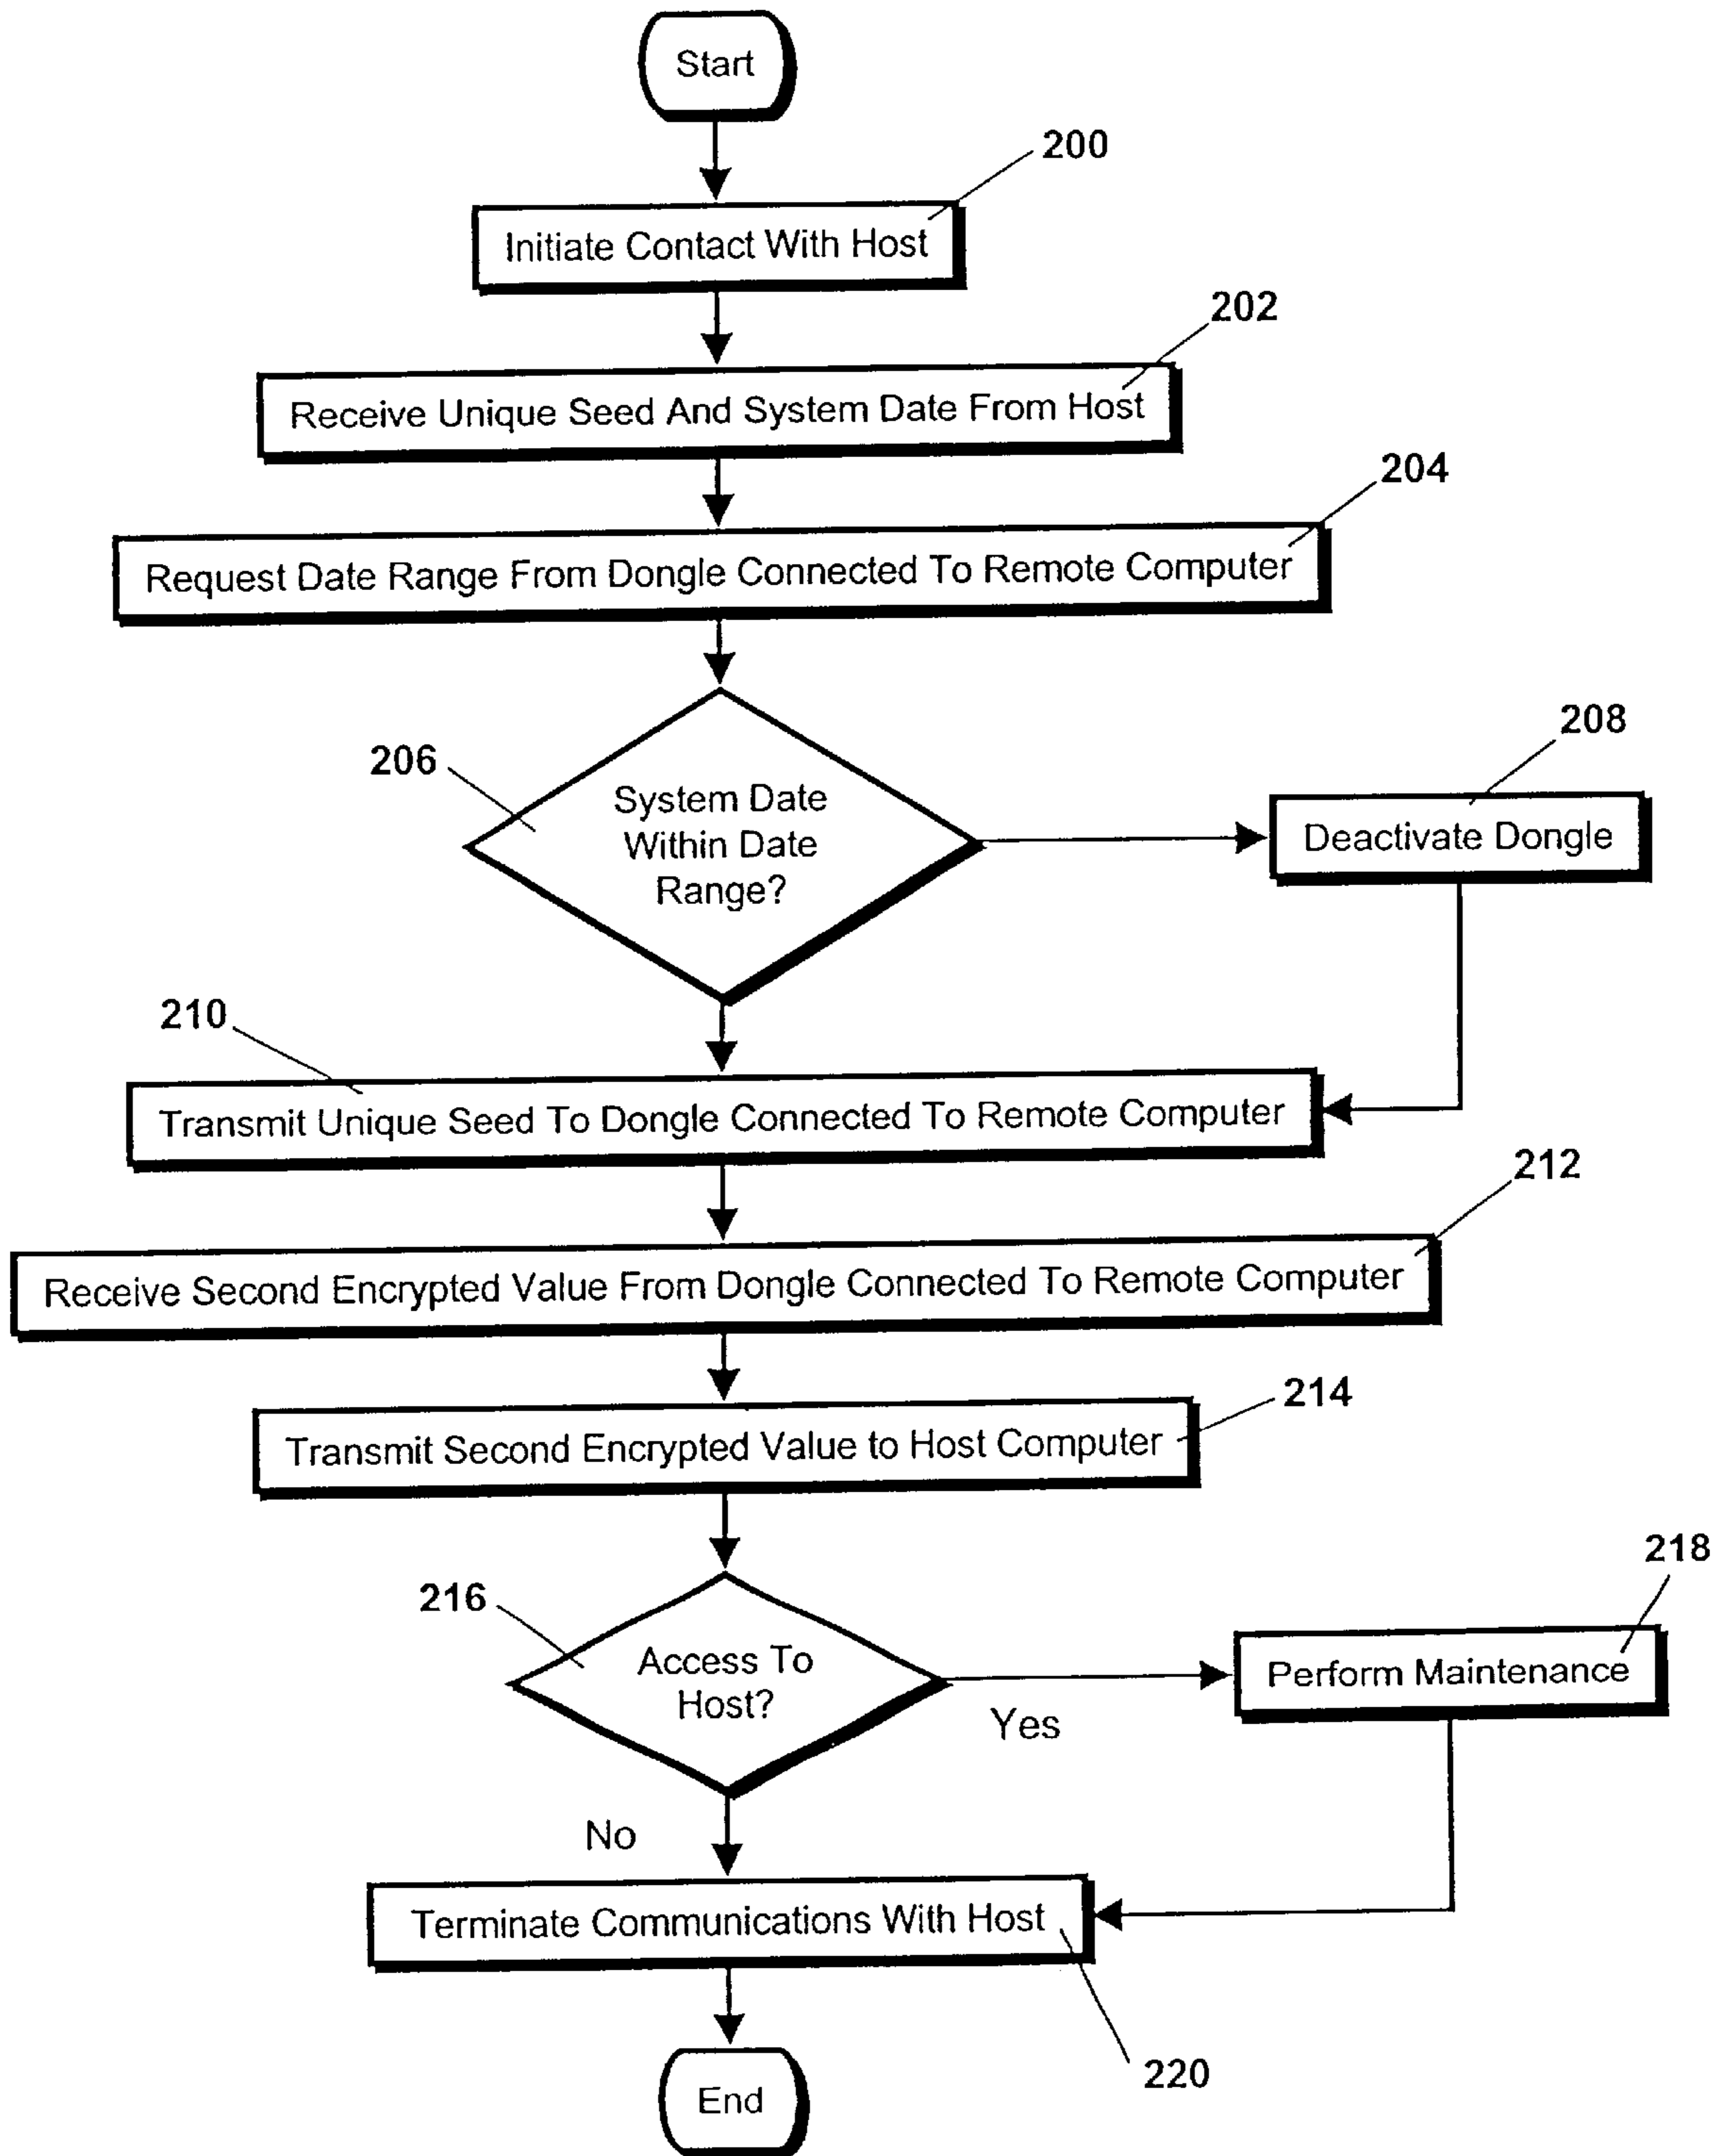 Start
200
Initiate Contact With Host
202
Receive Unique Seed And System Date From Host
204
Request Date Range From Dongle Connected To Remote Computer
206
System Date
Within Date
Range?
208
Deactivate Dongle
210
Transmit Unique Seed To Dongle Connected To Remote Computer
212
Receive Second Encrypted Value From Dongle Connected To Remote Computer
214
Transmit Second Encrypted Value to Host Computer
216
Access To
Host?
Yes
218
Perform Maintenance
No
Terminate Communications With Host
220
End